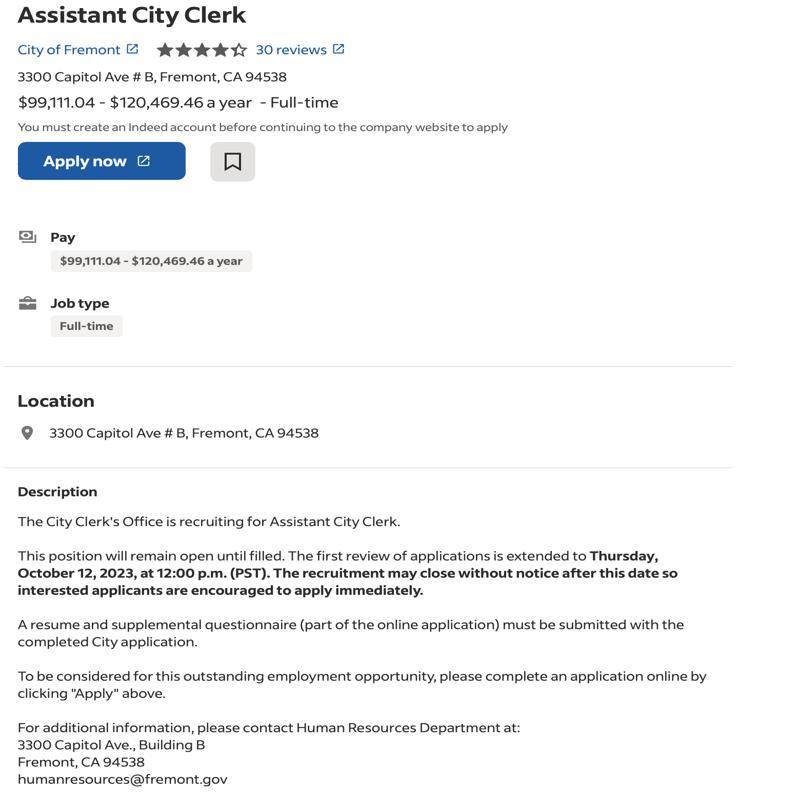 Assistant City Clerk
City of Fremont 30 reviews
3300 Capitol Ave # B, Fremont, CA 94538
$99,111.04 - $120,469.46 a year - Full-time
You must create an Indeed account before continuing to the company website to apply
Apply now
Pay
$99,111.04 - $120,469.46 a year
Job type
Full-time
Location
3300 Capitol Ave # B, Fremont, CA 94538
Description
The City Clerk's Office is recruiting for Assistant City Clerk.
This position will remain open until filled. The first review of applications is extended to Thursday,
October 12, 2023, at 12:00 p.m. (PST). The recruitment may close without notice after this date so
interested applicants are encouraged to apply immediately.
A resume and supplemental questionnaire (part of the online application) must be submitted with the
completed City application.
To be considered for this outstanding employment opportunity, please complete an application online by
clicking "Apply" above.
For additional information, please contact Human Resources Department at:
3300 Capitol Ave., Building B
Fremont, CA 94538
humanresources@fremont.gov